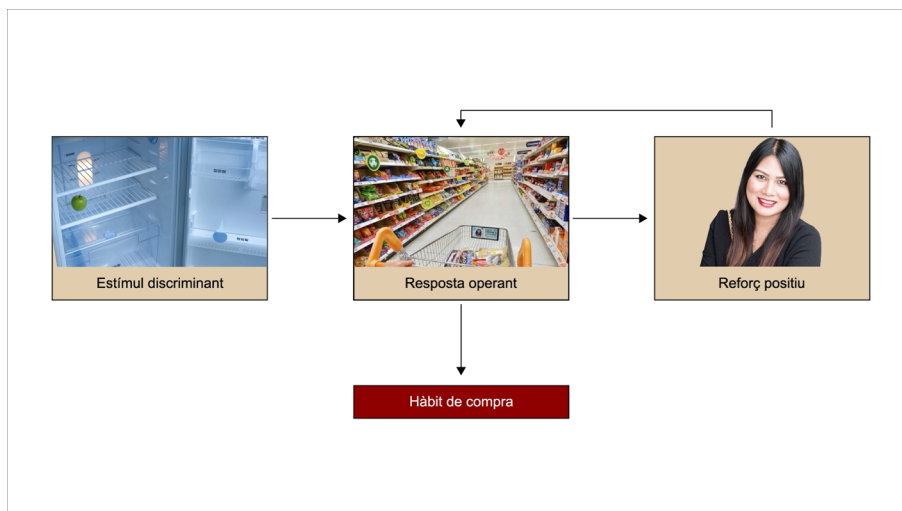 Estímul discriminant
Resposta operant
Reforç positiu
Hàbit de compra